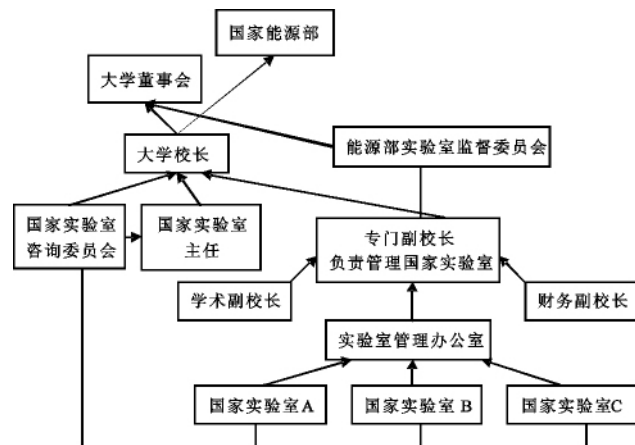 国家能源部
大学董事会
大学校长
能源部实验室监督委员会
国家实验室
咨询委员会
国家实验室
主任
专门副校长
负责管理国家实验室
学术副校长
财务副校长
实验室管理办公室
国家实验室A
国家实验室 B
国家实验室C